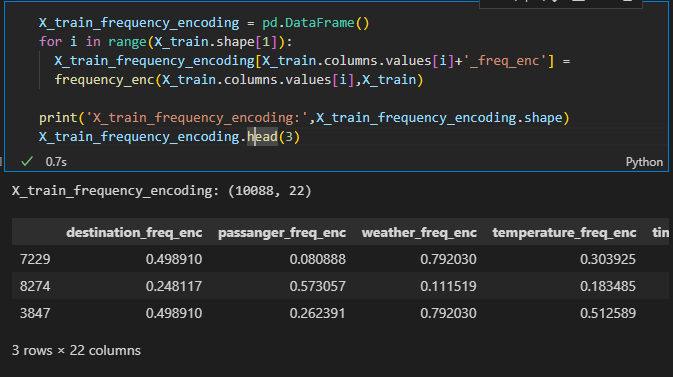 X_train_frequency_encoding = pd.DataFrame()
for i in range(X_train.shape[1]):
  X_train_frequency_encoding[X_train.columns.values[i]+'_freq_enc'] =
  frequency_enc(X_train.columns.values[i],X_train)
print('X_train_frequency_encoding:',X_train_frequency_encoding.shape)
X_train_frequency_encoding.head(3)
✓ 0.7s Python
X_train_frequency_encoding: (10088, 22)
destination_freq_enc passanger_freq_enc weather_freq_enc temperature_freq_enc tin
7229 0.498910 0.080888 0.792030 0.303925
8274 0.248117 0.573057 0.111519 0.183485
3847 0.498910 0.262391 0.792030 0.512589
3 rows × 22 columns